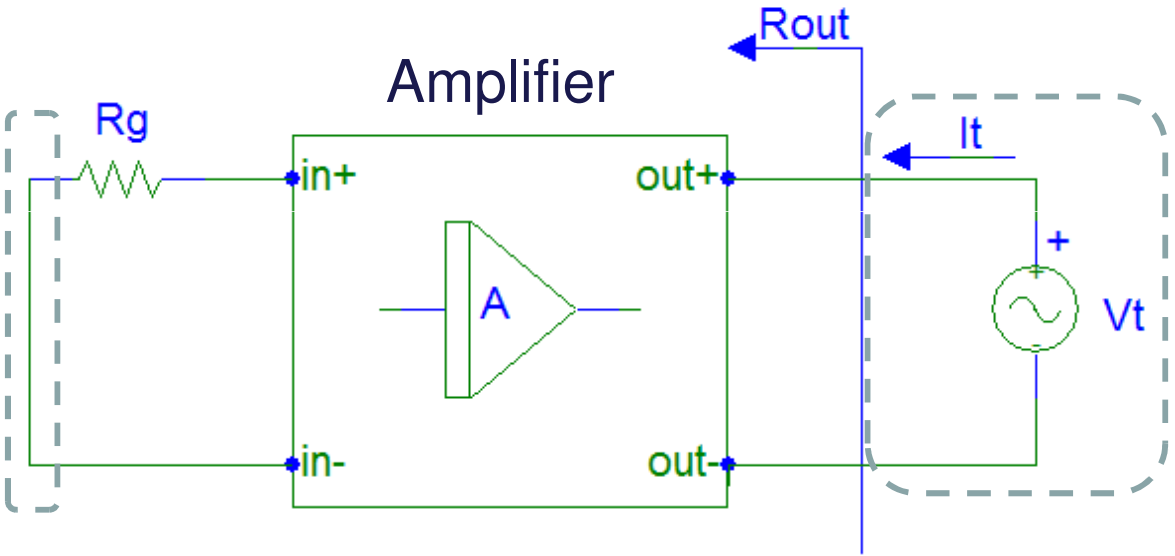 Rout
Amplifier
Rg
It
in+
out+
+
A
Vt
in-
out-